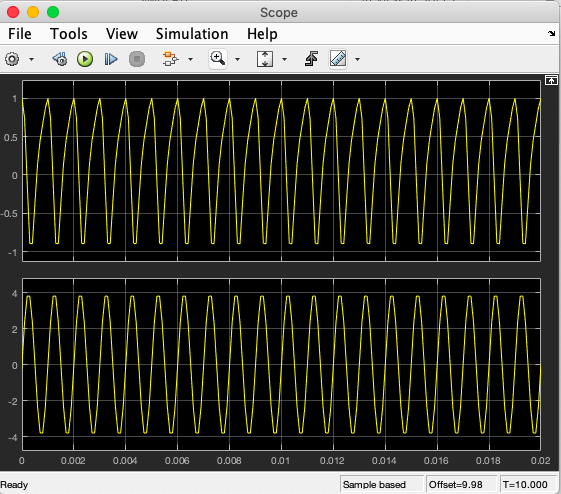 Scope
File Tools View Simulation Help
1
0.5
0
-0.5
-1
4
2
0
-2
-4
0 0.002 0.004 0.006 0.008 0.01 0.012 0.014 0.016 0.018 0.02
Ready Sample based Offset=9.98 T=10.000